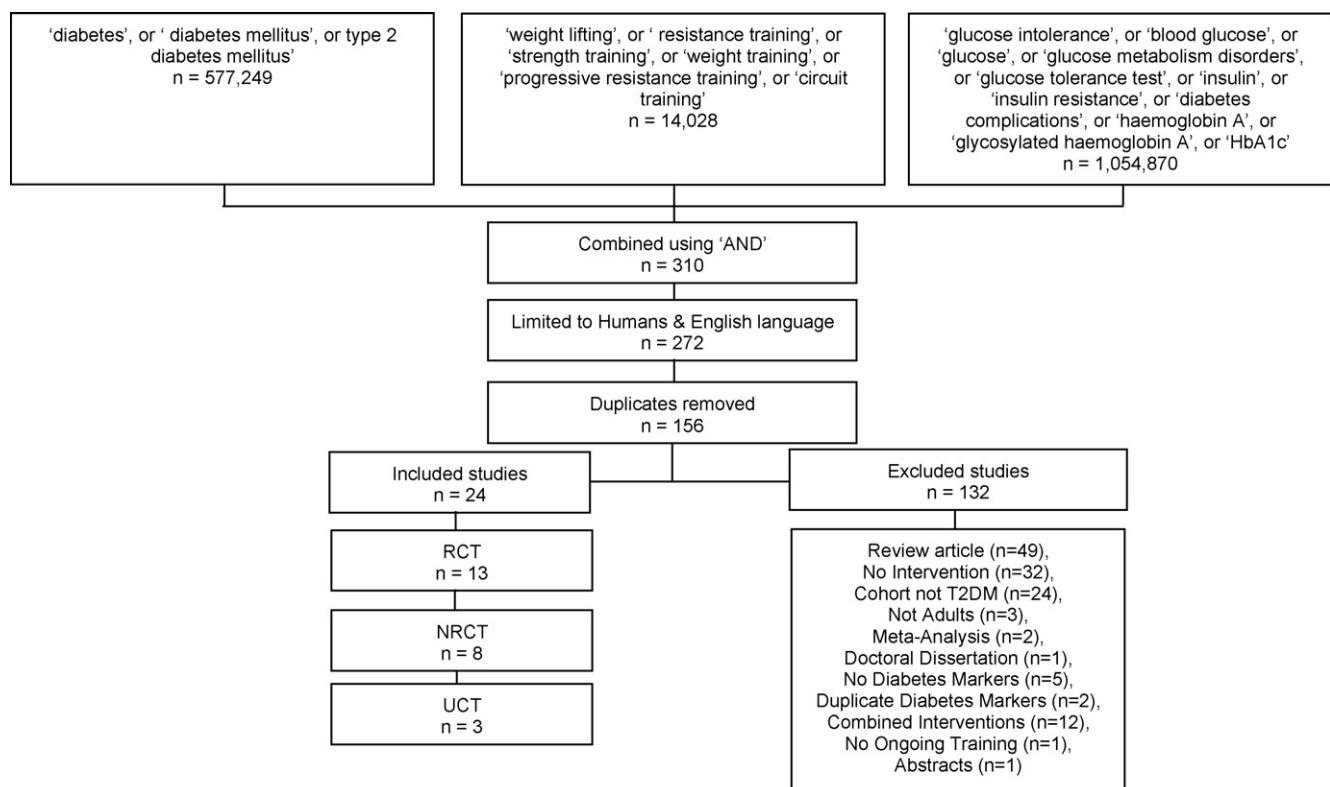 ‘diabetes’, or ‘ diabetes mellitus’, or type 2
diabetes mellitus’
n = 577,249
‘weight lifting’, or ‘ resistance training’, or
‘strength training’, or ‘weight training’, or
‘progressive resistance training’, or ‘circuit
training’
n = 14,028
‘glucose intolerance’, or ‘blood glucose’, or
‘glucose’, or ‘glucose metabolism disorders’,
or ‘glucose tolerance test’, or ‘insulin’, or
‘insulin resistance’, or ‘diabetes
complications’, or ‘haemoglobin A’, or
‘glycosylated haemoglobin A’, or ‘HbA1c’
n = 1,054,870
Combined using ‘AND’
n = 310
Limited to Humans & English language
n = 272
Duplicates removed
n = 156
Included studies
n = 24
Excluded studies
n = 132
RCT
n = 13
NRCT
n = 8
UCT
n = 3
Review article (n=49),
No Intervention (n=32),
Cohort not T2DM (n=24),
Not Adults (n=3),
Meta-Analysis (n=2),
Doctoral Dissertation (n=1),
No Diabetes Markers (n=5),
Duplicate Diabetes Markers (n=2),
Combined Interventions (n=12),
No Ongoing Training (n=1),
Abstracts (n=1)